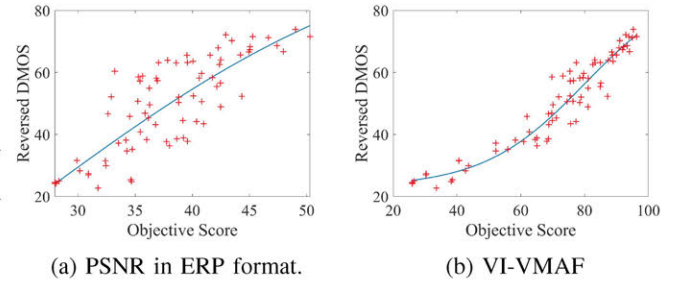 80
60
40
20
Reversed DMOS
30 35 40 45 50
Objective Score
(a) PSNR in ERP format.
80
60
40
20
Reversed DMOS
20 40 60 80 100
Objective Score
(b) VI-VMAF